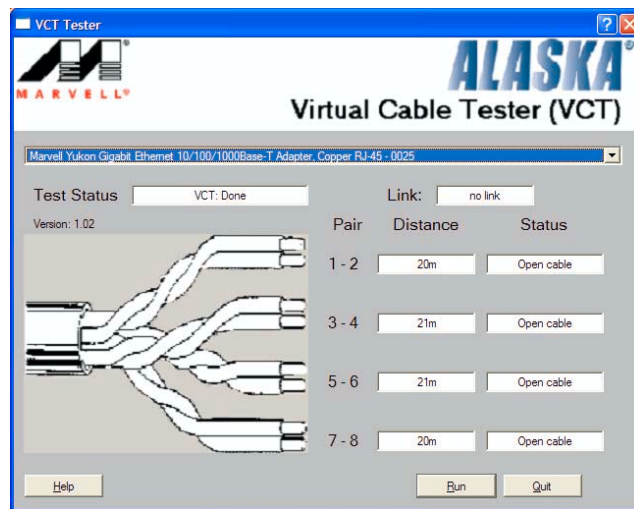 VCT Tester
MARVELL®
ALASKA®
Virtual Cable Tester (VCT)
Marvell Yukon Gigabit Ethernet 10/100/1000Base-T Adapter, Copper RJ-45 - 0025
Test Status VCT: Done Link: no link
Version: 1.02
Pair Distance Status
1 - 2 20m Open cable
3 - 4 21m Open cable
5 - 6 21m Open cable
7 - 8 20m Open cable
Help Run Quit